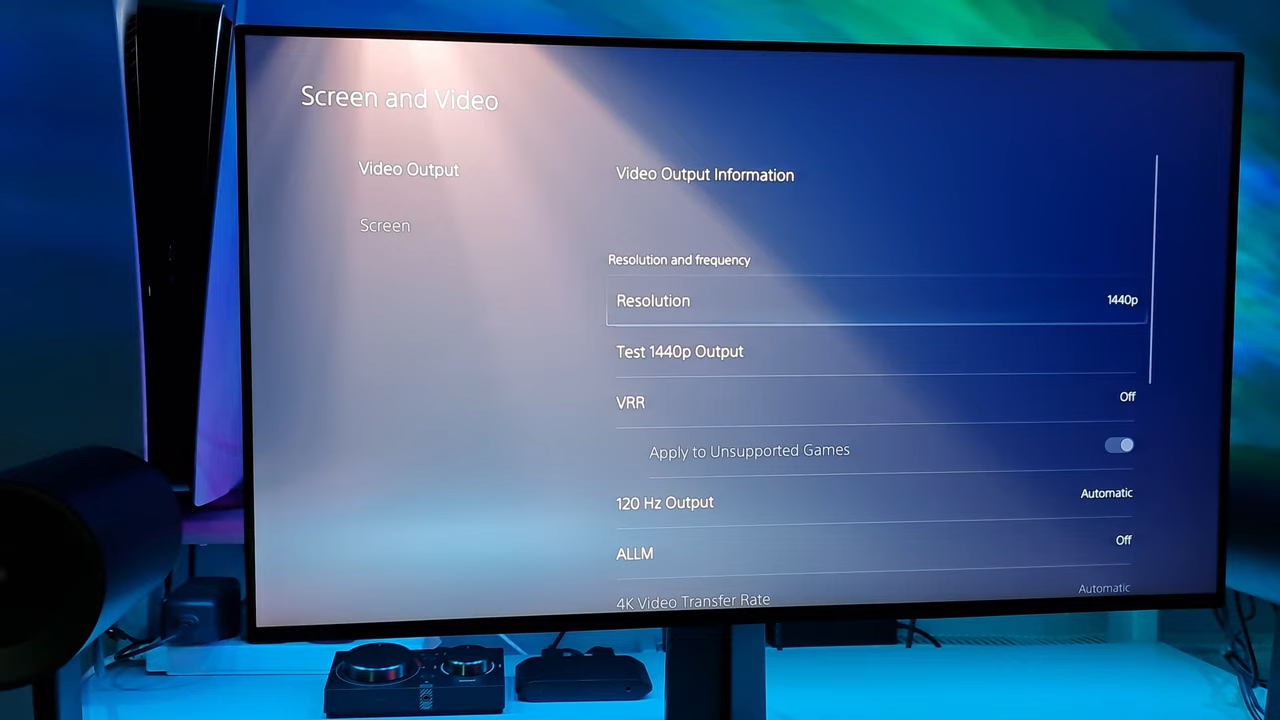 Screen and Video
Video Output
Screen
Video Output Information
Resolution and frequency
Resolution 1440p
Test 1440p Output
VRR Off
Apply to Unsupported Games
120 Hz Output Automatic
ALLM Off
4K Video Transfer Rate Automatic